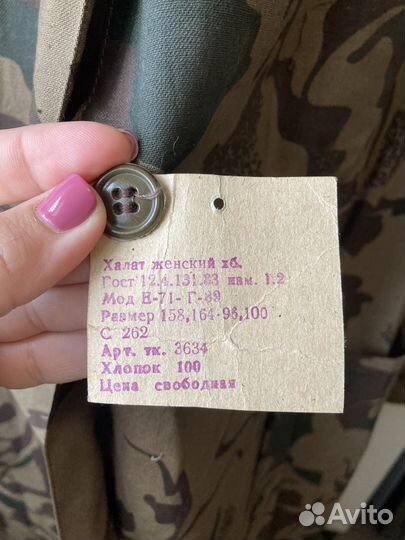 Халат женский хб.
Гост 12.4.131.83 изм. 1.2
Мод Е-71- Г-89
Размер 158,164-96,100
С 262
Арт. тк. 3634
Хлопок 100
Цена свободная
Avito